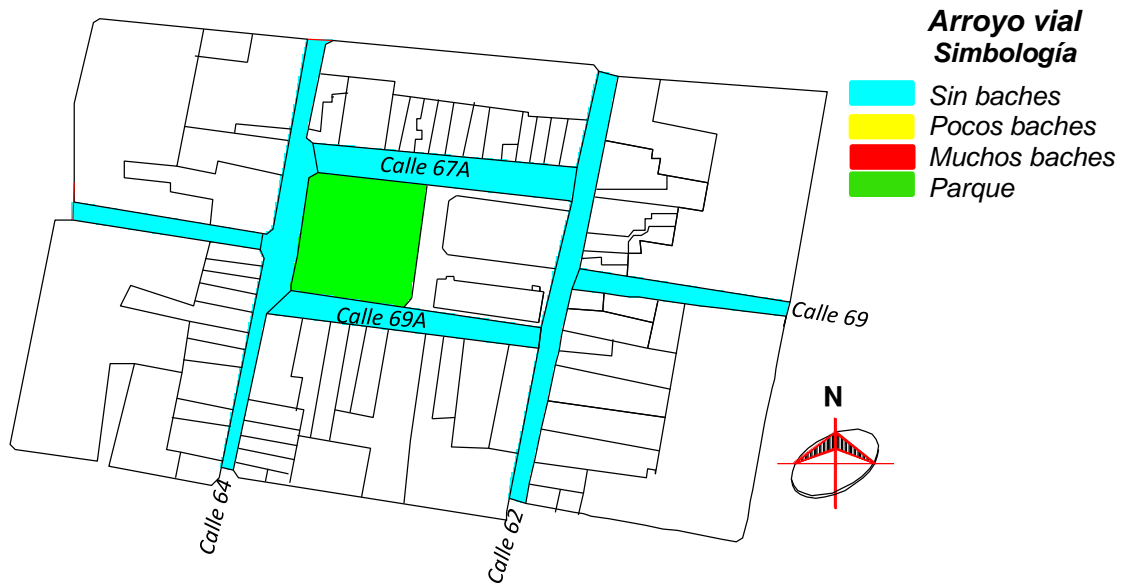 Arroyo vial
Simbología
Sin baches
Pocos baches
Muchos baches
Parque
Calle 67A
Calle 69A
Calle 69
N
Calle 64
Calle 62